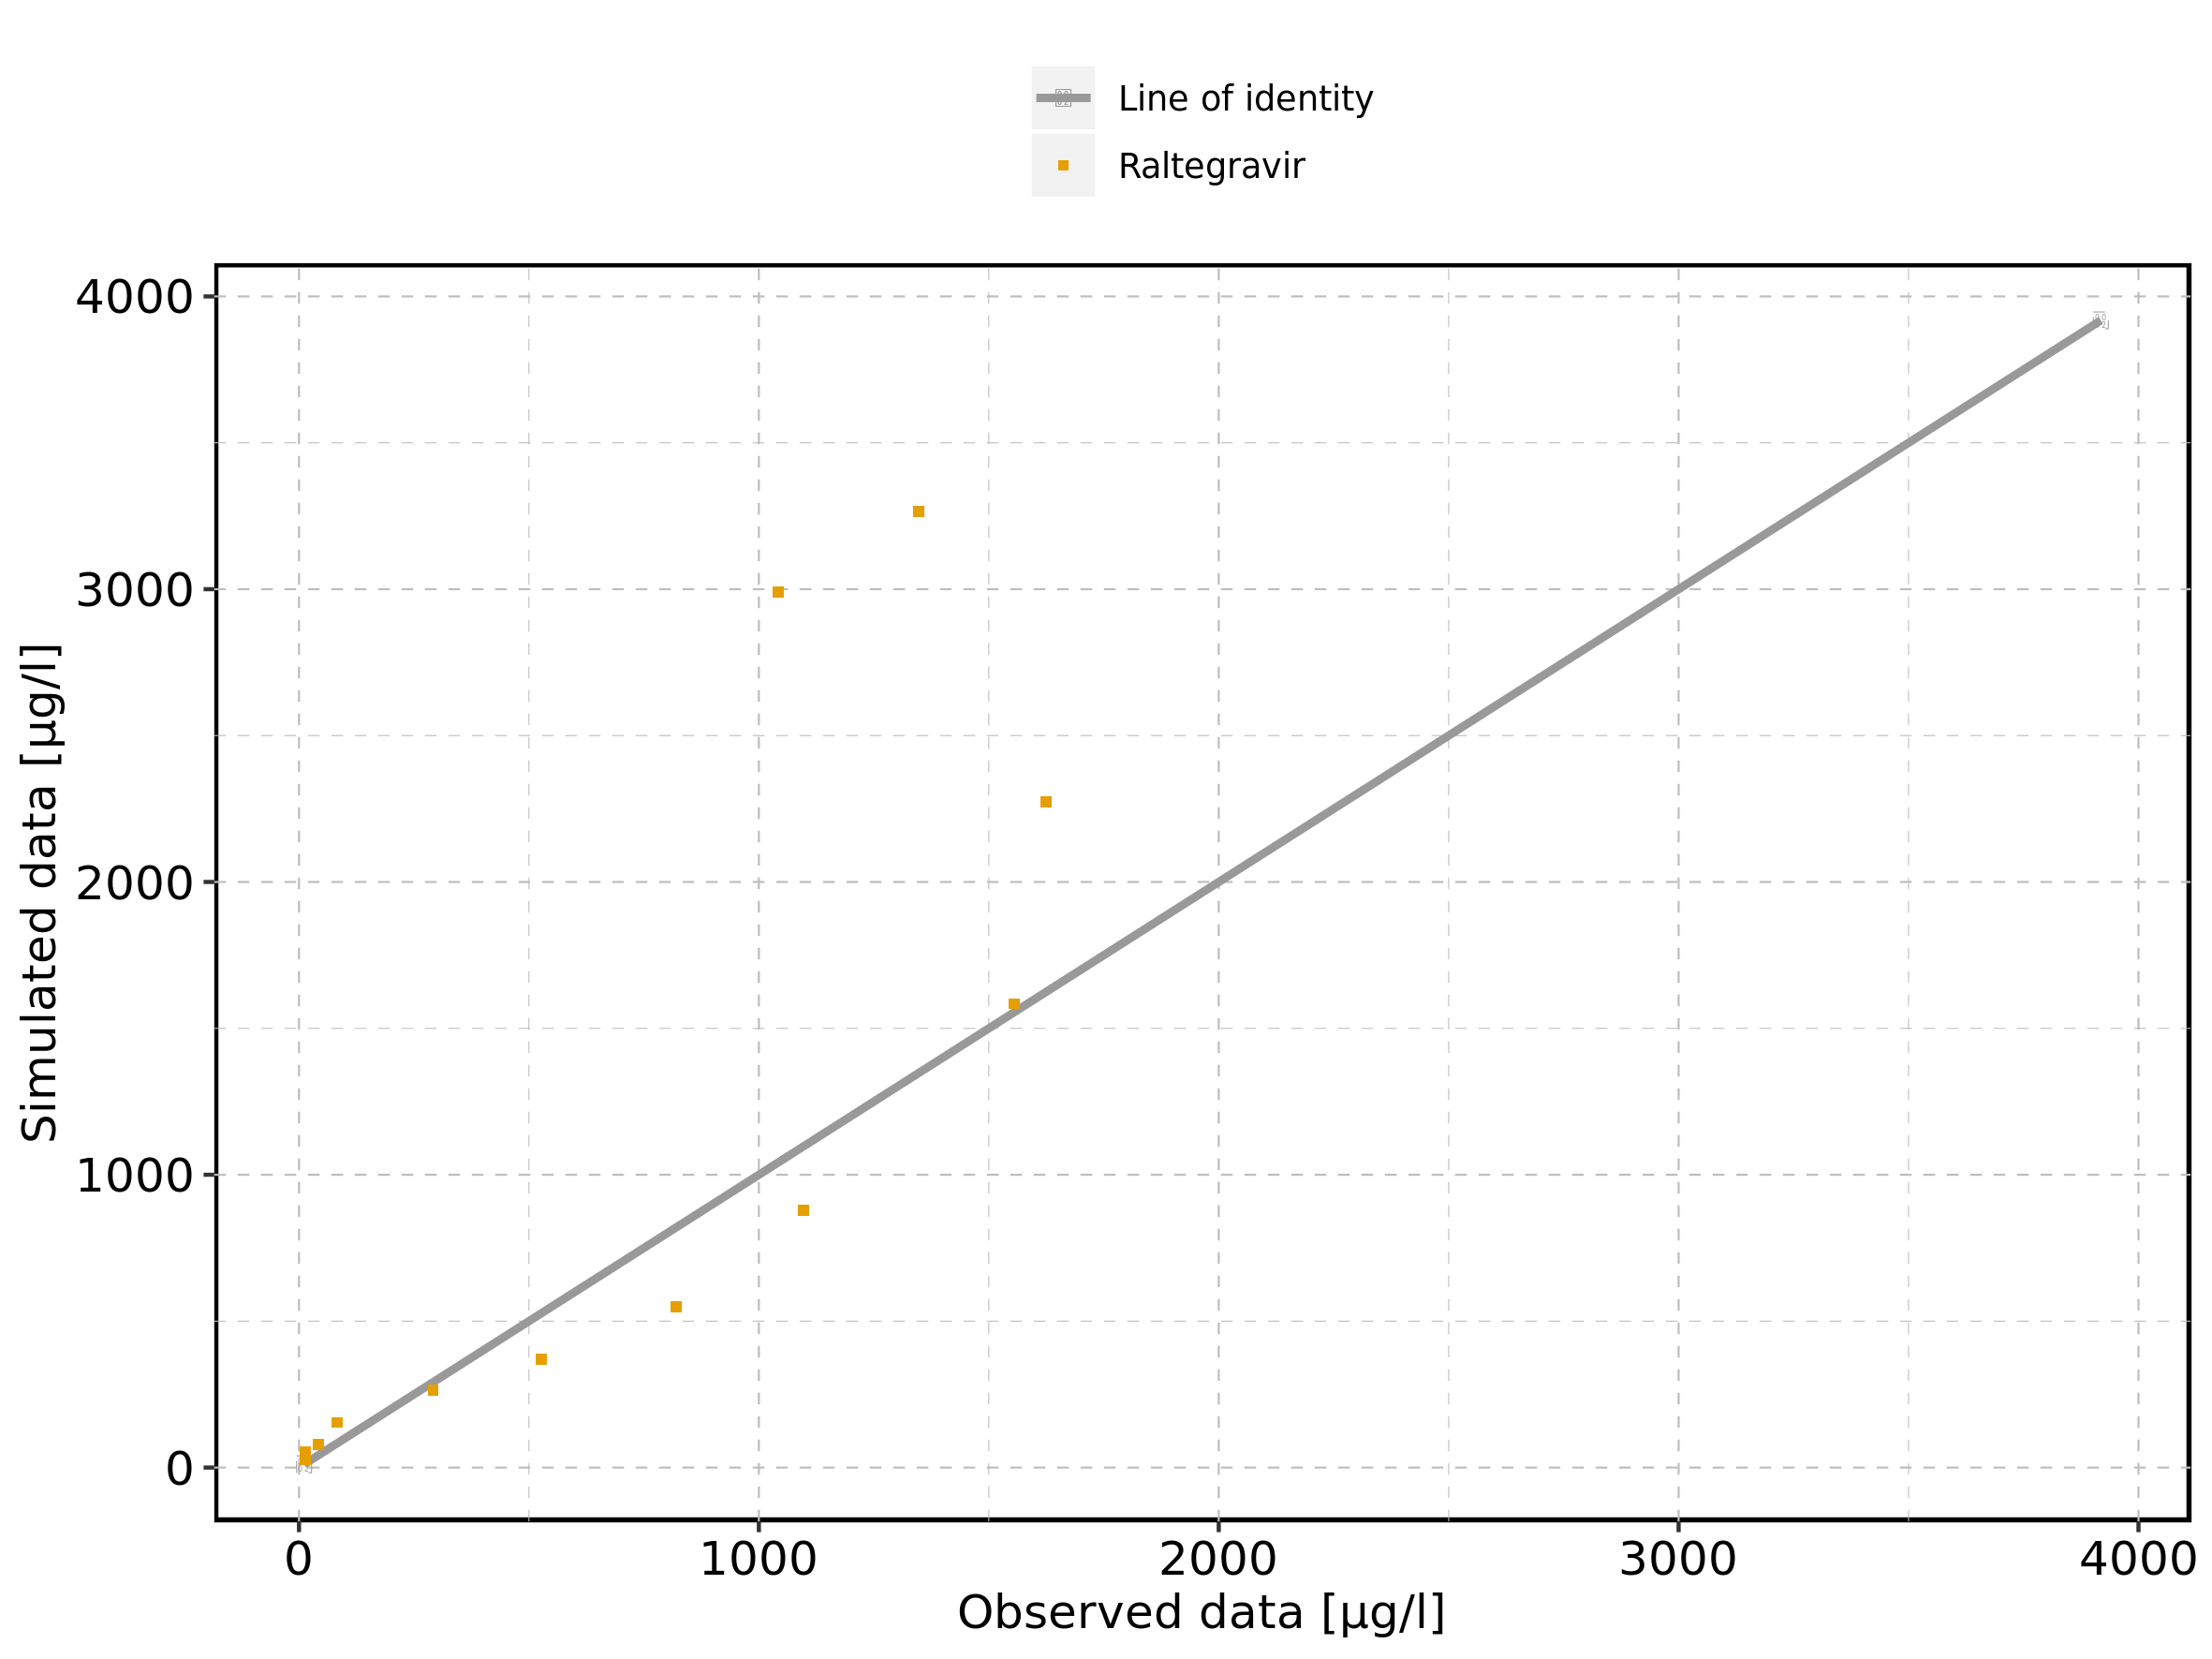 Line of identity
Raltegravir
4000
3000
2000
1000
0
Simulated data [µg/l]
0 1000 2000 3000 4000
Observed data [µg/l]